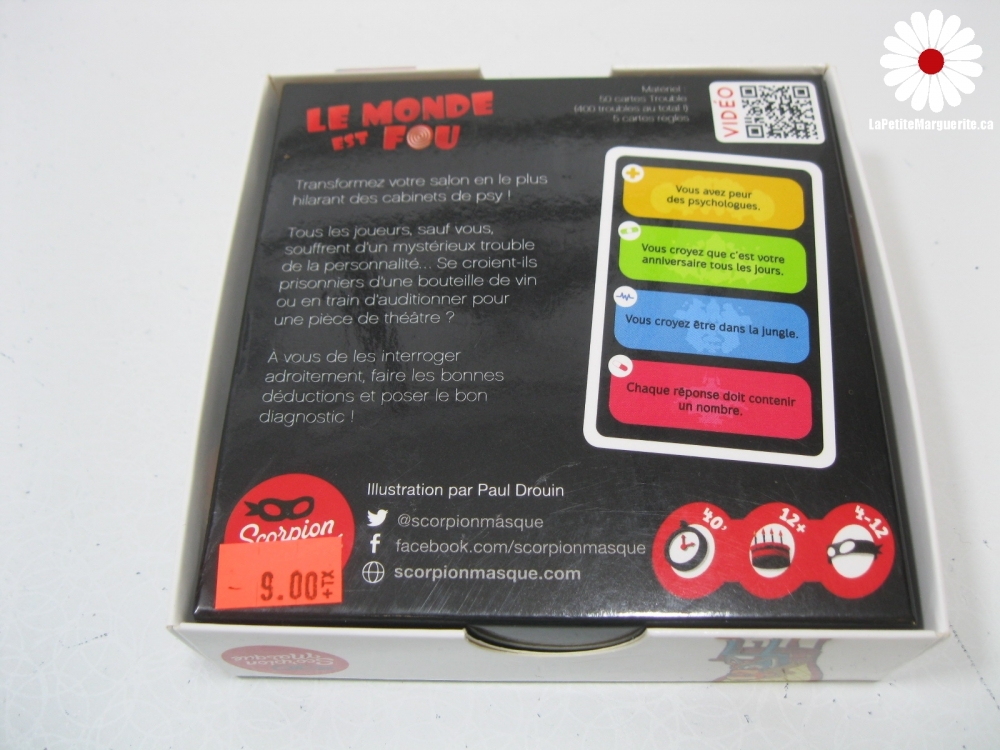 LaPetiteMarguerite.ca
LE MONDE
EST FOU
Matériel :
50 cartes Trouble
(400 troubles au total !)
5 cartes règles
VIDÉO
Transformez votre salon en le plus
hilarant des cabinets de psy !
Tous les joueurs, sauf vous,
souffrent d'un mystérieux trouble
de la personnalité... Se croient-ils
prisonniers d'une bouteille de vin
ou en train d'auditionner pour
une pièce de théâtre ?
À vous de les interroger
adroitement, faire les bonnes
déductions et poser le bon
diagnostic !
Vous avez peur
des psychologues.
Vous croyez que c'est votre
anniversaire tous les jours.
Vous croyez être dans la jungle.
Chaque réponse doit contenir
un nombre.
Illustration par Paul Drouin
@scorpionmasque
facebook.com/scorpionmasque
scorpionmasque.com
Scorpion
9.00+TX
40'
12+
4-12
Scorpion
Masqué